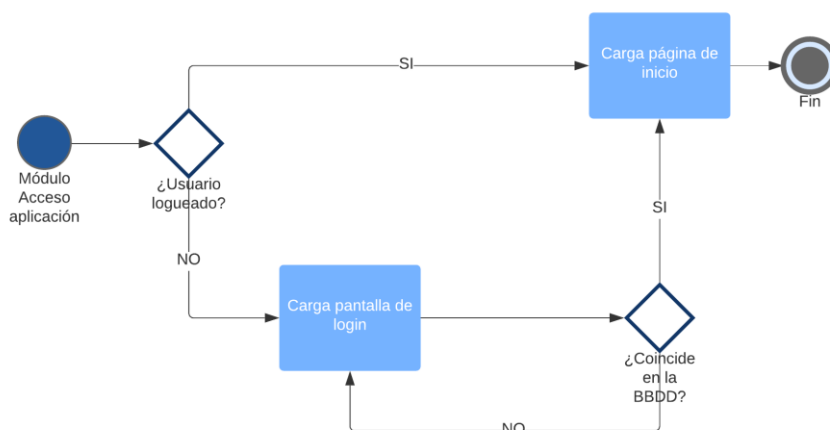 Módulo
Acceso
aplicación
¿Usuario
logueado?
SI
Carga página de
inicio
Fin
NO
Carga pantalla de
login
¿Coincide
en la
BBDD?
SI
NO